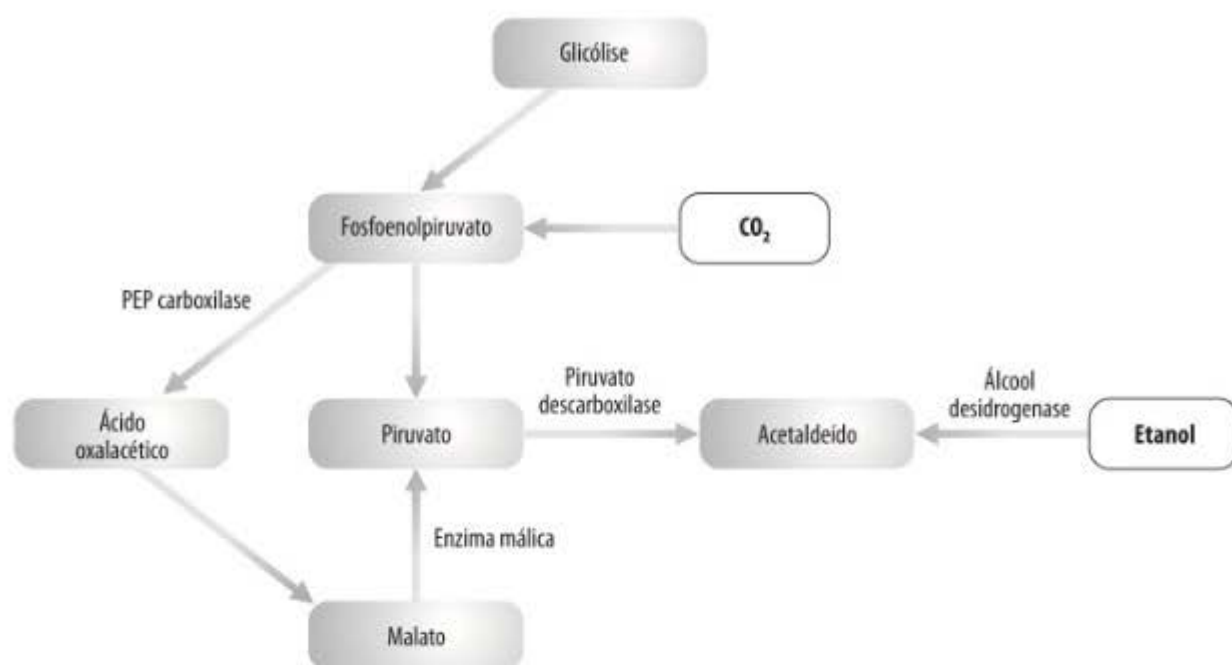 Glicólise
Fosfoenolpiruvato
CO₂
PEP carboxilase
Ácido
oxalacético
Piruvato
Piruvato
descarboxilase
Acetaldeído
Álcool
desidrogenase
Etanol
Enzima málica
Malato